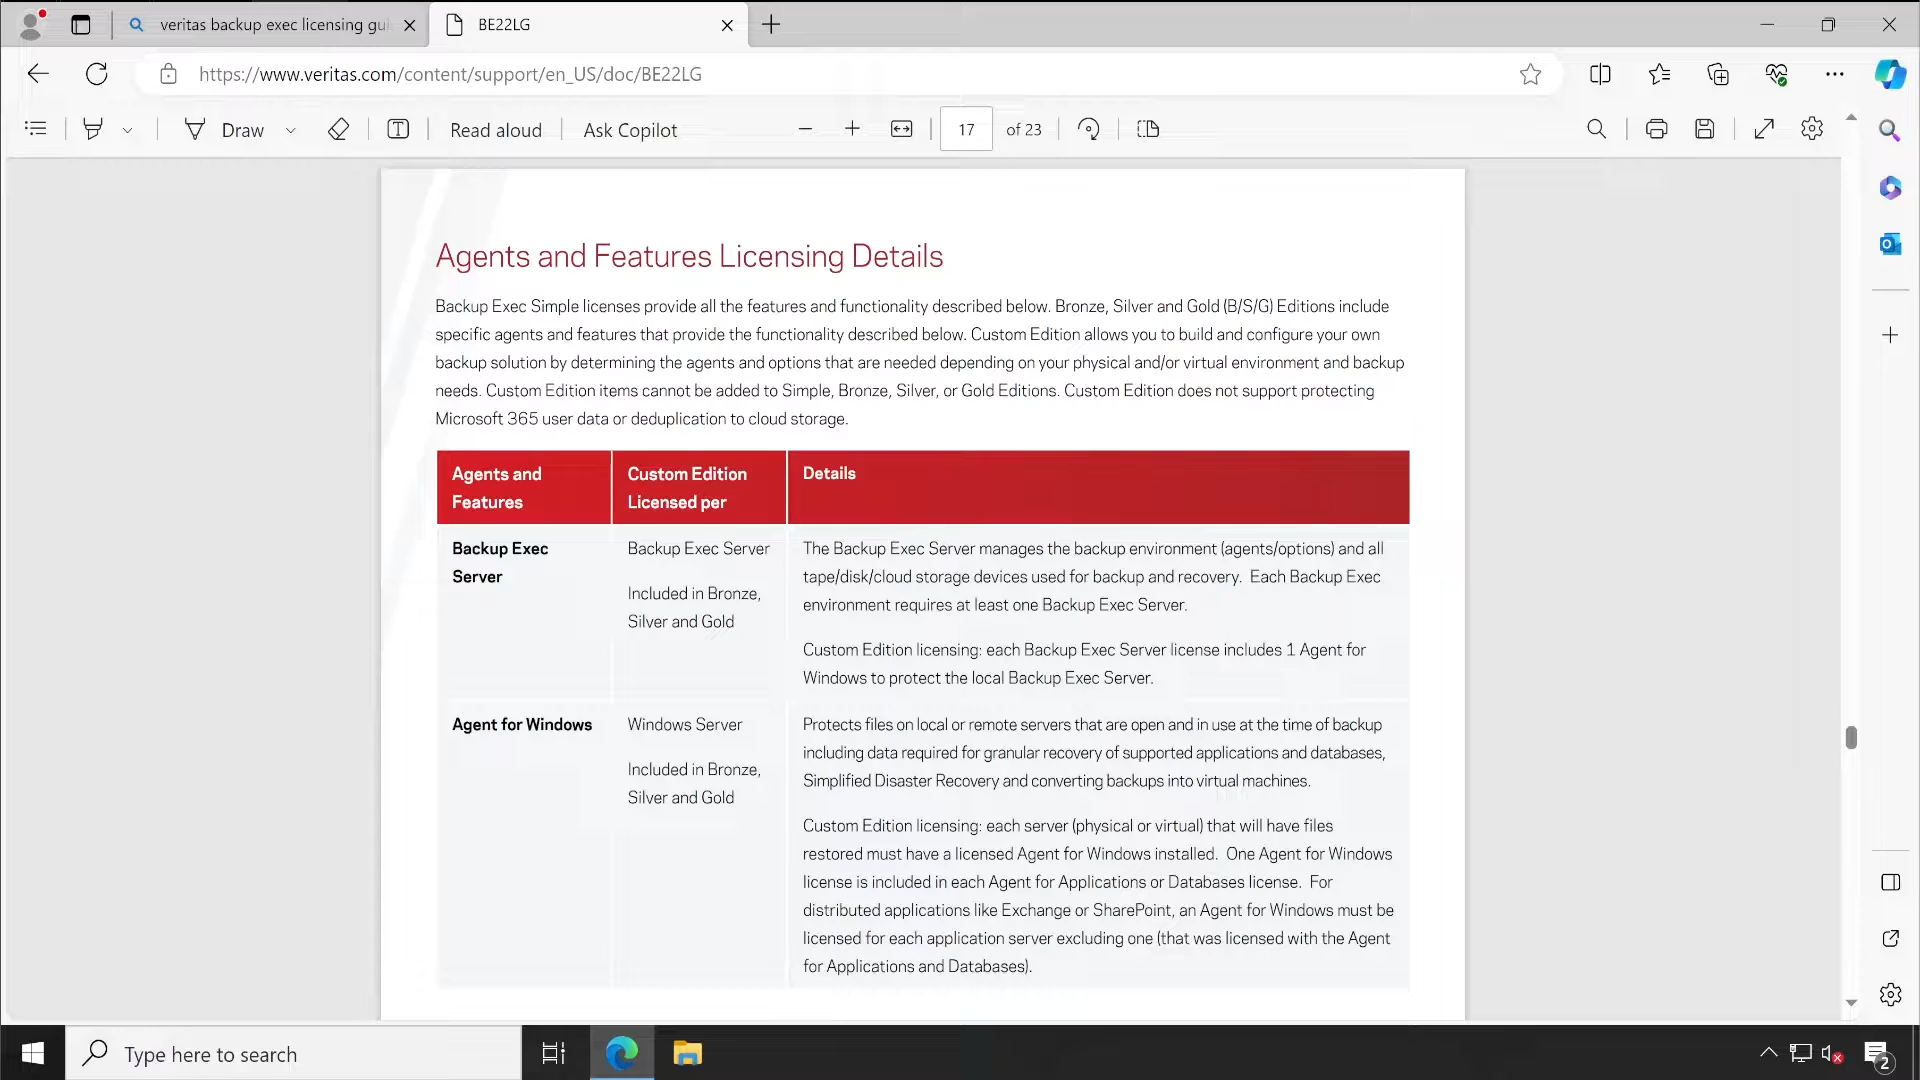 veritas backup exec licensing gui
BE22LG
https://www.veritas.com/content/support/en_US/doc/BE22LG
Draw
Read aloud
Ask Copilot
17
of 23
Agents and Features Licensing Details
Backup Exec Simple licenses provide all the features and functionality described below. Bronze, Silver and Gold (B/S/G) Editions include
specific agents and features that provide the functionality described below. Custom Edition allows you to build and configure your own
backup solution by determining the agents and options that are needed depending on your physical and/or virtual environment and backup
needs. Custom Edition items cannot be added to Simple, Bronze, Silver, or Gold Editions. Custom Edition does not support protecting
Microsoft 365 user data or deduplication to cloud storage.
Agents and
Features
Custom Edition
Licensed per
Details
Backup Exec
Server
Backup Exec Server
Included in Bronze,
Silver and Gold
The Backup Exec Server manages the backup environment (agents/options) and all
tape/disk/cloud storage devices used for backup and recovery. Each Backup Exec
environment requires at least one Backup Exec Server.
Custom Edition licensing: each Backup Exec Server license includes 1 Agent for
Windows to protect the local Backup Exec Server.
Agent for Windows
Windows Server
Included in Bronze,
Silver and Gold
Protects files on local or remote servers that are open and in use at the time of backup
including data required for granular recovery of supported applications and databases,
Simplified Disaster Recovery and converting backups into virtual machines.
Custom Edition licensing: each server (physical or virtual) that will have files
restored must have a licensed Agent for Windows installed. One Agent for Windows
license is included in each Agent for Applications or Databases license. For
distributed applications like Exchange or SharePoint, an Agent for Windows must be
licensed for each application server excluding one (that was licensed with the Agent
for Applications and Databases).
Type here to search
2